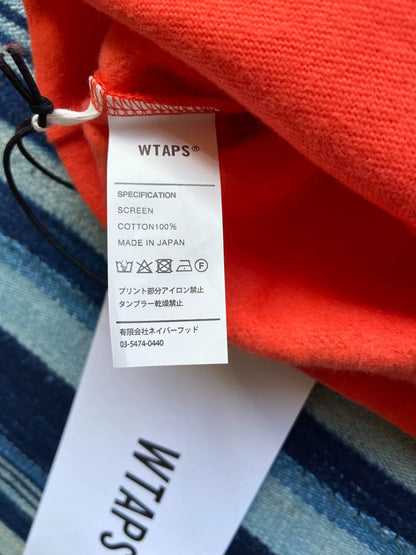 WTAPS®
SPECIFICATION
SCREEN
COTTON100%
MADE IN JAPAN
F
プリント部分アイロン禁止
タンブラー乾燥禁止
有限会社ネイバーフッド
03-5474-0440
WTAPS